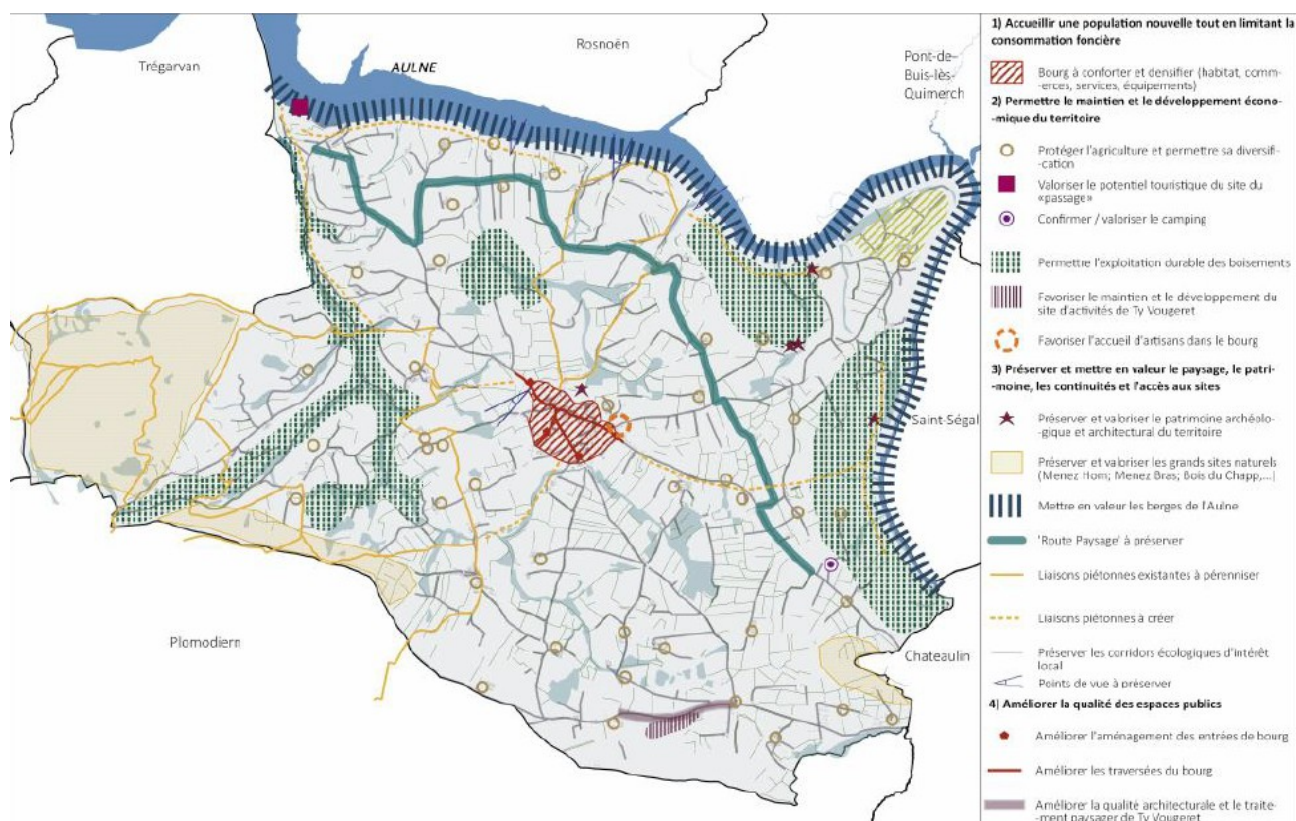 Trégarvan
AULNE
Rosnoën
Pont-de-
Buis-lès-
Quimerch
Saint-Ségal
Plomodiern
Chateaulin
1) Accueillir une population nouvelle tout en limitant la
consommation foncière
Bourg à conforter et densifier (habitat, comm-
-erces, services, équipements)
2) Permettre le maintien et le développement écono-
-mique du territoire
Protéger l'agriculture et permettre sa diversifi-
-cation
Valoriser le potentiel touristique du site du
«passage»
Confirmer / valoriser le camping
Permettre l'exploitation durable des boisements
Favoriser le maintien et le développement du
site d'activités de Ty Vougeret
Favoriser l'accueil d'artisans dans le bourg
3) Préserver et mettre en valeur le paysage, le patri-
-moine, les continuités et l'accès aux sites
Préserver et valoriser le patrimoine archéolo-
-gique et architectural du territoire
Préserver et valoriser les grands sites naturels
(Menez Hom; Menez Bras; Bois du Chapp,...)
Mettre en valeur les berges de l'Aulne
'Route Paysage' à préserver
Liaisons piétonnes existantes à pérenniser
Liaisons piétonnes à créer
Préserver les corridors écologiques d'intérêt
local
Points de vue à préserver
4) Améliorer la qualité des espaces publics
Améliorer l'aménagement des entrées de bourg
Améliorer les traversées du bourg
Améliorer la qualité architecturale et le traite-
-ment paysager de Ty Vougeret